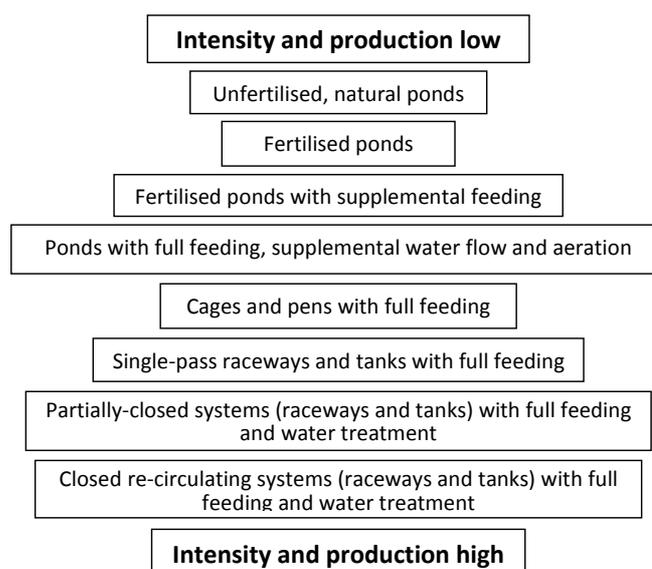 Intensity and production low
Unfertilised, natural ponds
Fertilised ponds
Fertilised ponds with supplemental feeding
Ponds with full feeding, supplemental water flow and aeration
Cages and pens with full feeding
Single-pass raceways and tanks with full feeding
Partially-closed systems (raceways and tanks) with full feeding
and water treatment
Closed re-circulating systems (raceways and tanks) with full
feeding and water treatment
Intensity and production high